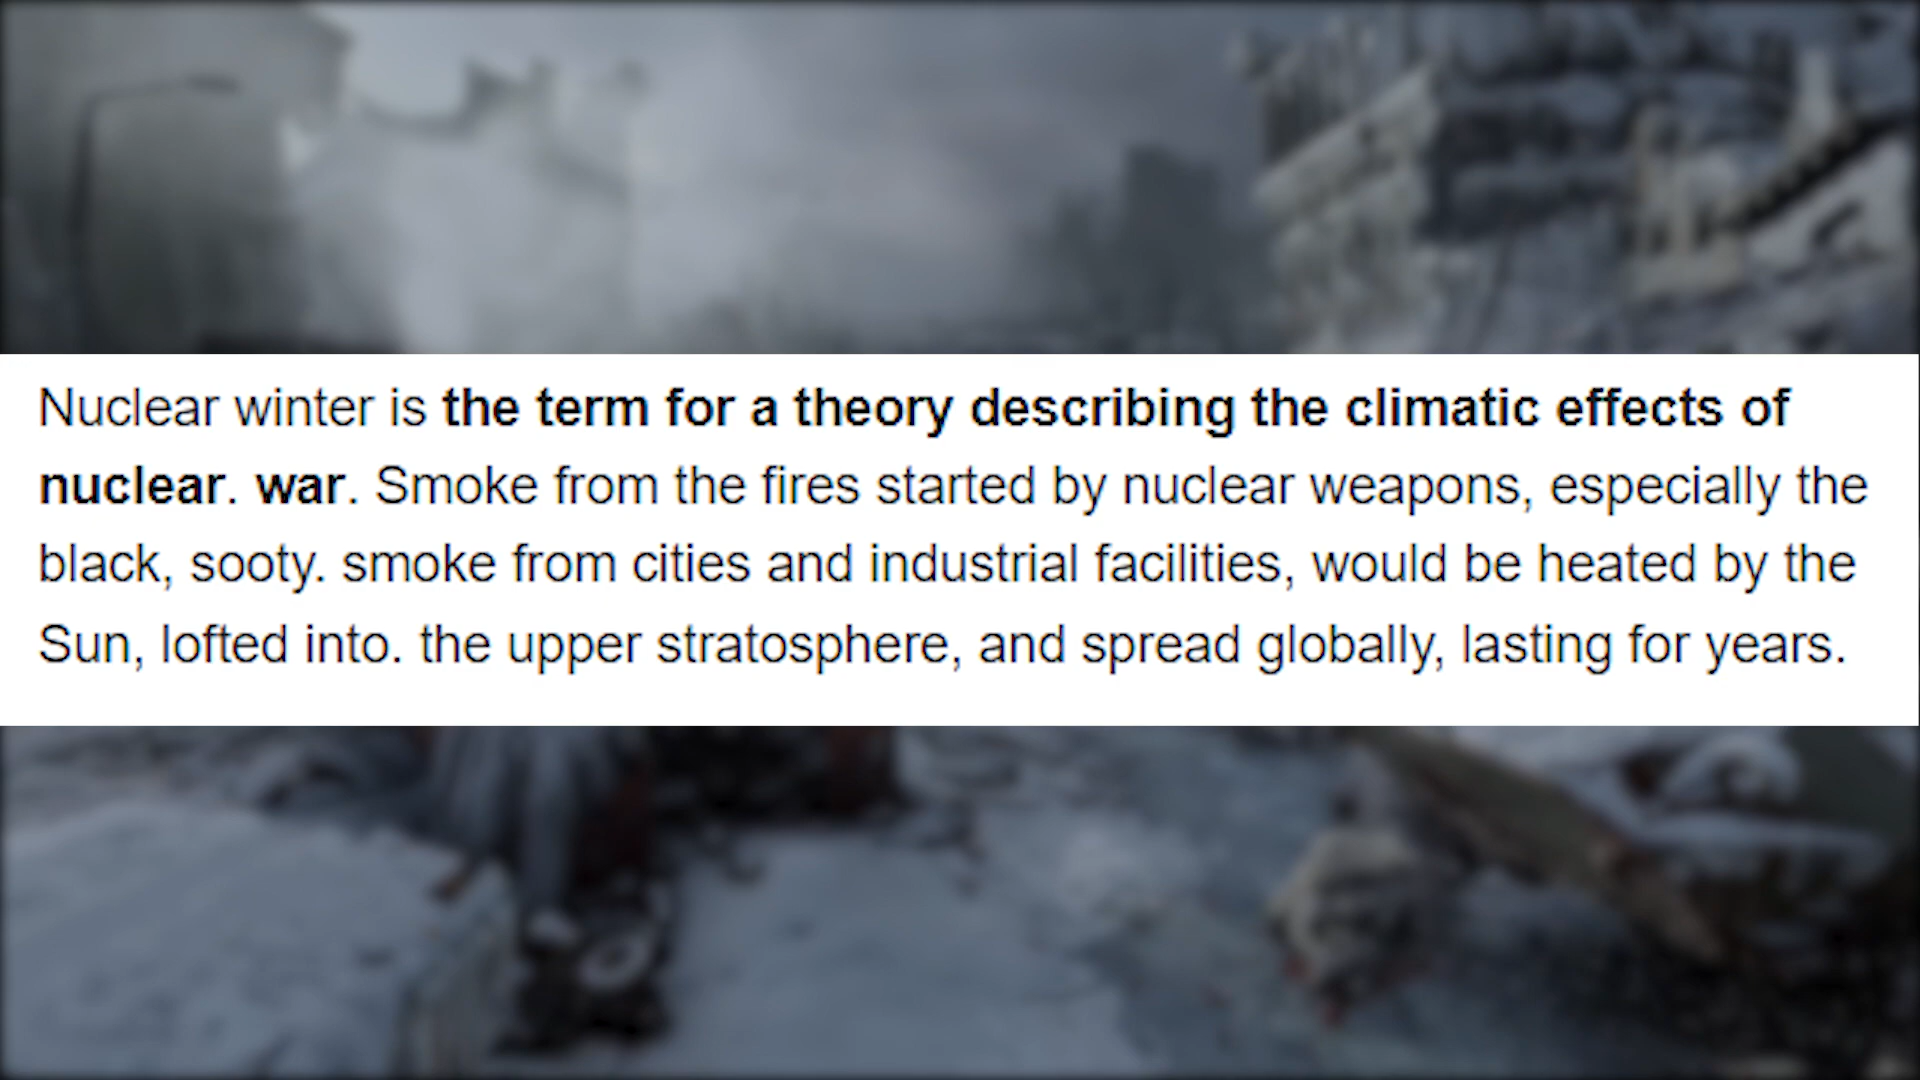 Nuclear winter is the term for a theory describing the climatic effects of
nuclear. war. Smoke from the fires started by nuclear weapons, especially the
black, sooty. smoke from cities and industrial facilities, would be heated by the
Sun, lofted into. the upper stratosphere, and spread globally, lasting for years.